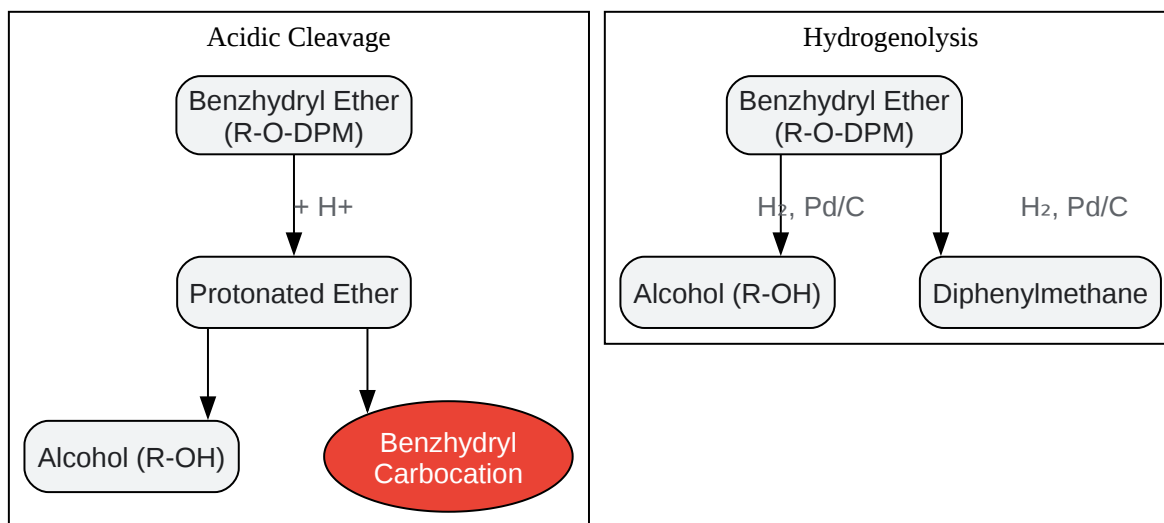 Acidic Cleavage
Benzhydryl Ether
(R-O-DPM)
+ H+
Protonated Ether
Alcohol (R-OH)
Benzhydryl
Carbocation
Hydrogenolysis
Benzhydryl Ether
(R-O-DPM)
H₂, Pd/C
H₂, Pd/C
Alcohol (R-OH)
Diphenylmethane